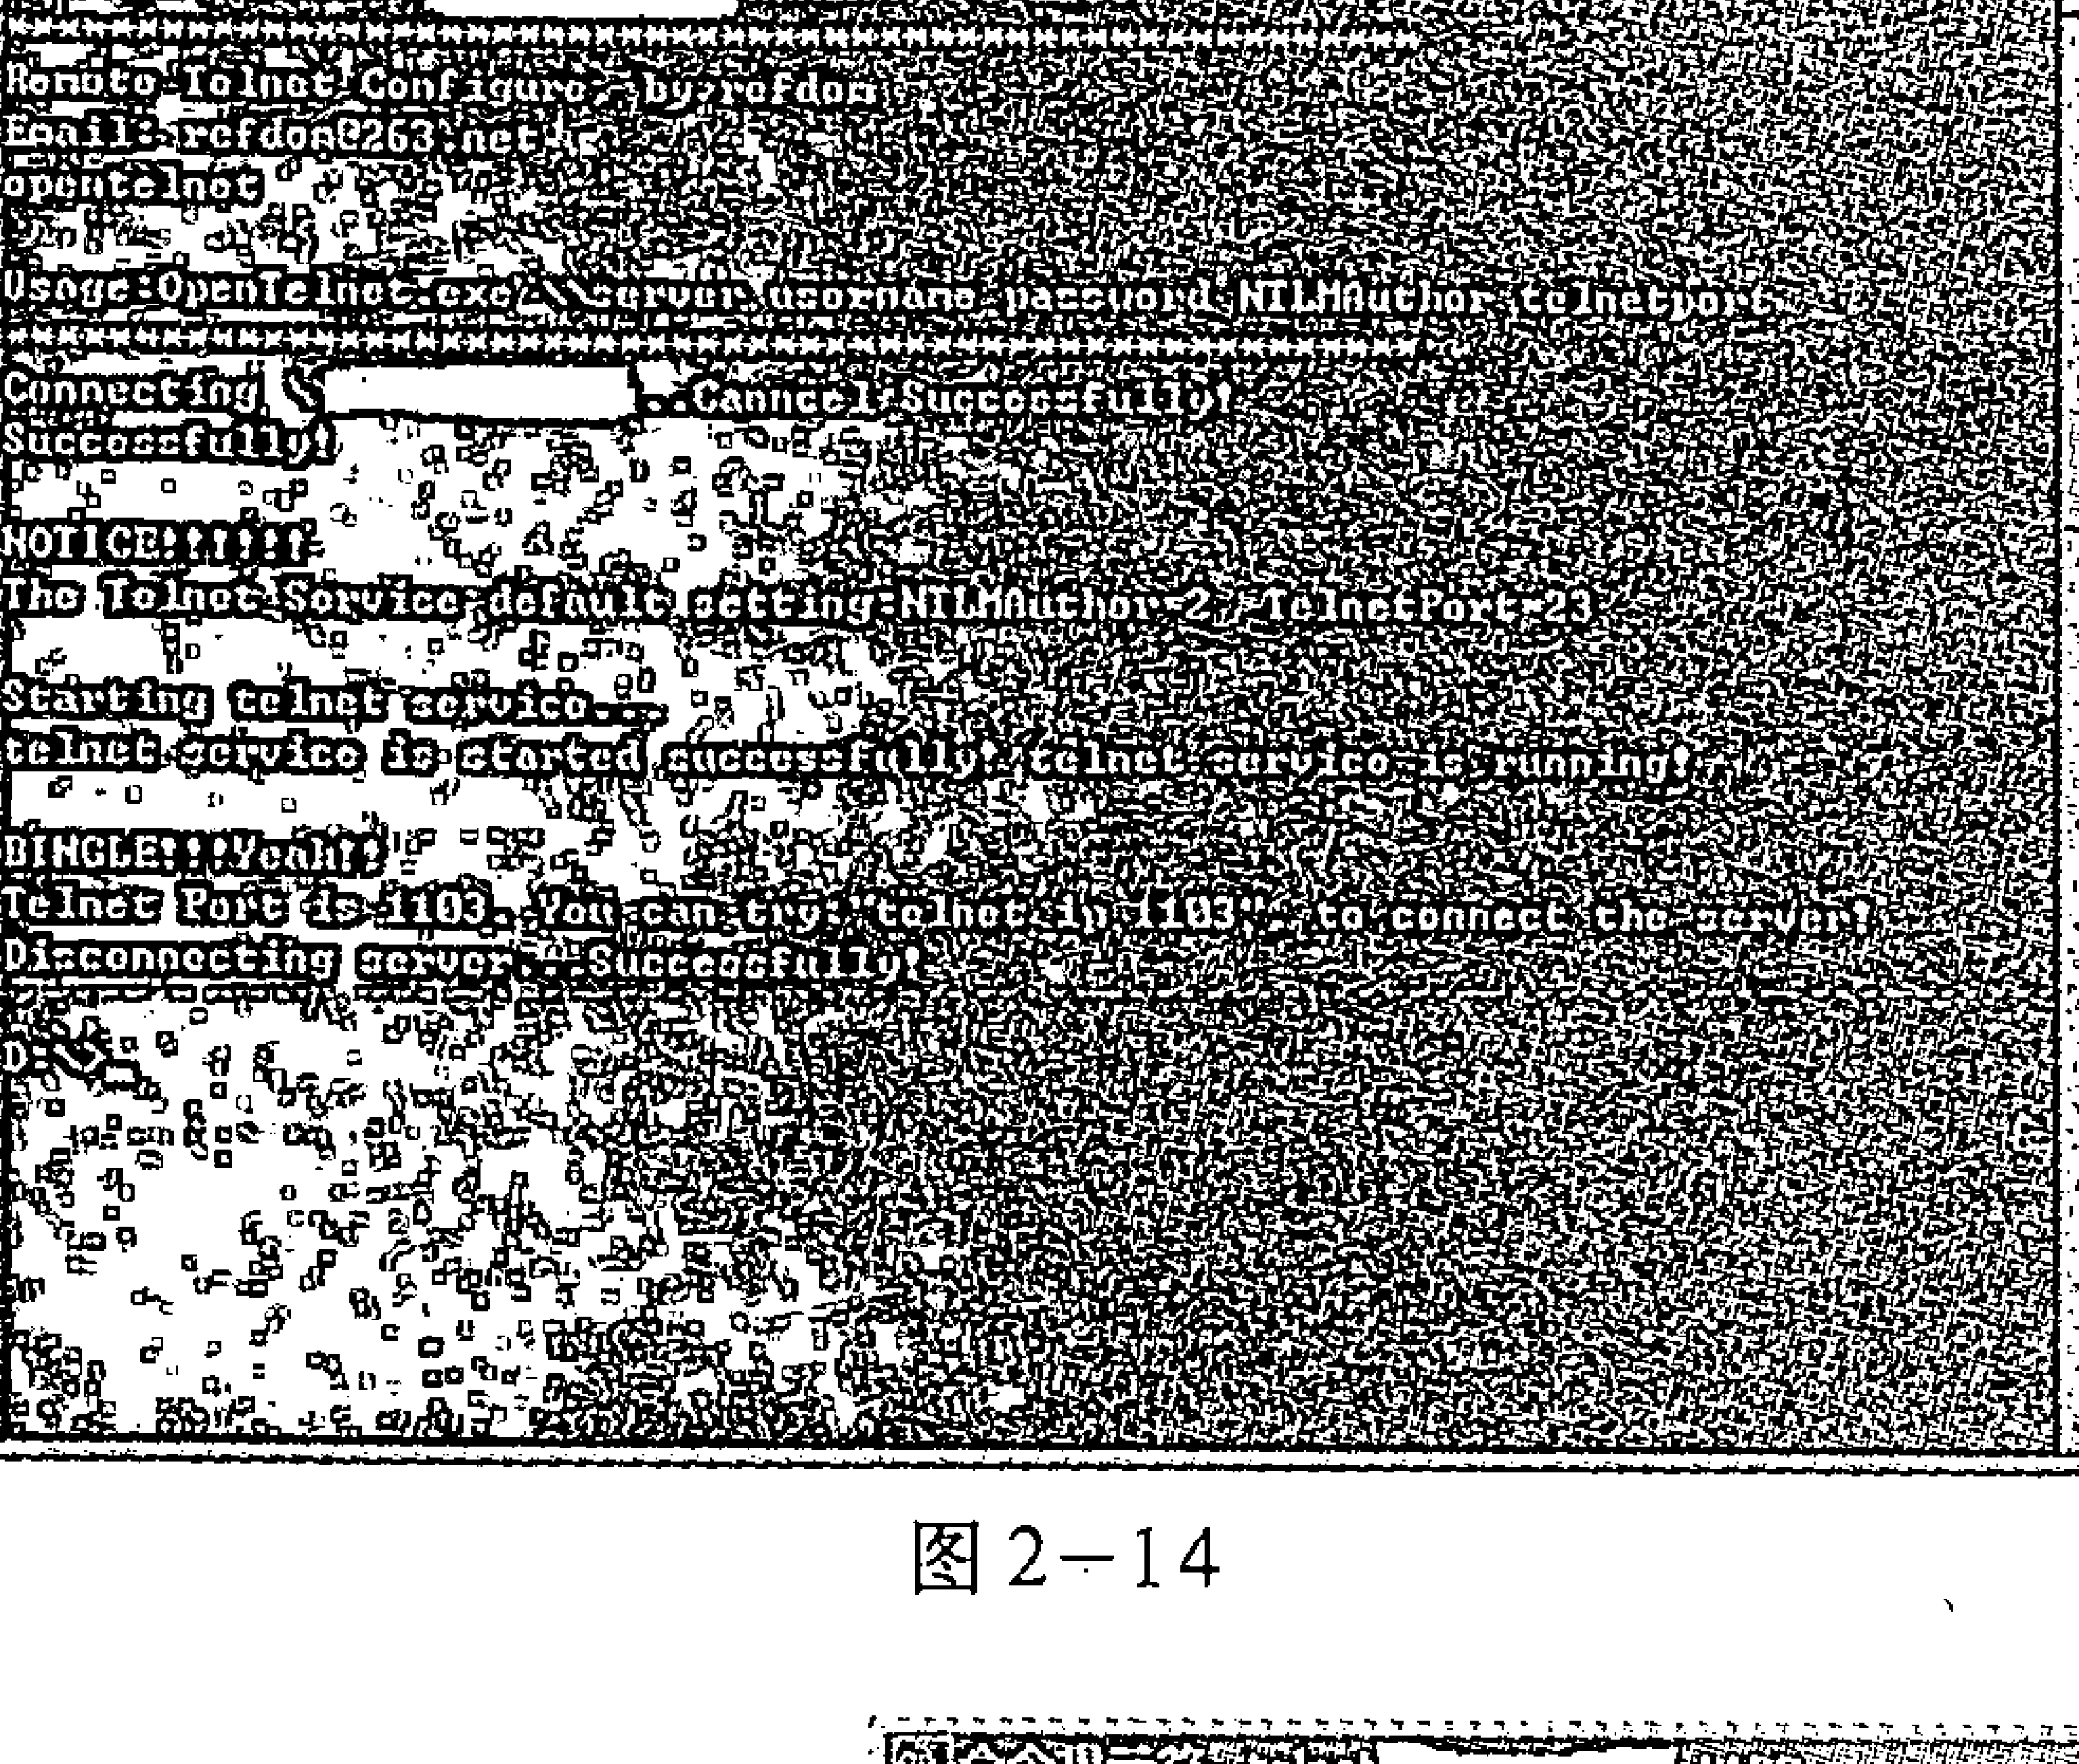 *******************************************************
Remote Telnet Configure, by refdom
Email: refdom@263.net
opentelnet
Usage:OpenTelnet.exe \\server username password NTLMAuthor telnetport
*******************************************************
Connecting \\ ...Canncel Successfully!
Successfully!
NOTICE!!!!!!
The Telnet Service default setting:NTLMAuthor=2 TelnetPort=23
Starting telnet service...
telnet service is started successfully! telnet service is running!
BINGLE!!!Yeah!!
Telnet Port is 1103. You can try:"telnet ip 1103", to connect the server!
Disconnecting server...Successfully!
D:\>
图 2-14